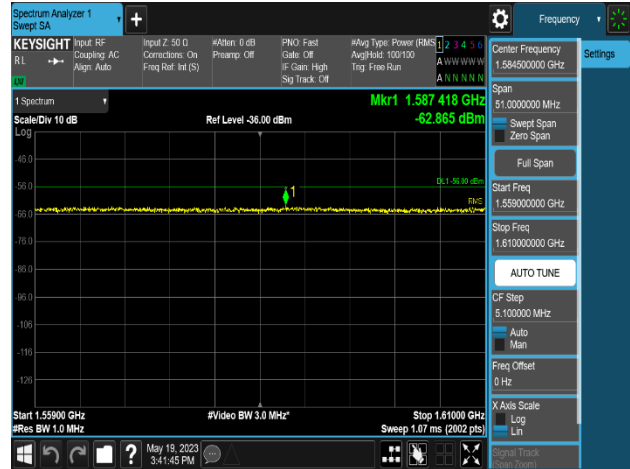 Spectrum Analyzer 1
Swept SA
Frequency
KEYSIGHT
RL
Input: RF
Coupling: AC
Align: Auto
Input Z: 50 Ω
Corrections: On
Freq Ref: Int (S)
#Atten: 0 dB
Preamp: Off
PNO: Fast
Gate: Off
IF Gain: High
Sig Track: Off
#Avg Type: Power (RMS
Avg|Hold: 100/100
Trig: Free Run
1 2 3 4 5 6
A W W W W W
A N N N N N
1 Spectrum
Scale/Div 10 dB
Log
Ref Level -36.00 dBm
Mkr1 1.587 418 GHz
-62.865 dBm
-46.0
-56.0
-66.0
-76.0
-86.0
-96.0
-106
-116
-126
DL1 -56.00 dBm
RMS
1
Start 1.55900 GHz
#Res BW 1.0 MHz
#Video BW 3.0 MHz*
Stop 1.61000 GHz
Sweep 1.07 ms (2002 pts)
May 19, 2023
3:41:45 PM
?
Center Frequency
1.584500000 GHz
Settings
Span
51.0000000 MHz
Swept Span
Zero Span
Full Span
Start Freq
1.559000000 GHz
Stop Freq
1.610000000 GHz
AUTO TUNE
CF Step
5.100000 MHz
Auto
Man
Freq Offset
0 Hz
X Axis Scale
Log
Lin
Signal Track
(Span Zoom)